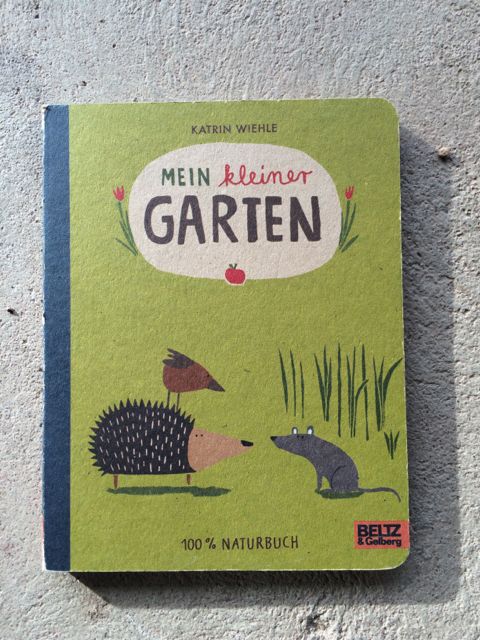 KATRIN WIEHLE
MEIN kleiner
GARTEN
100% NATURBUCH
BELTZ
& Gelberg